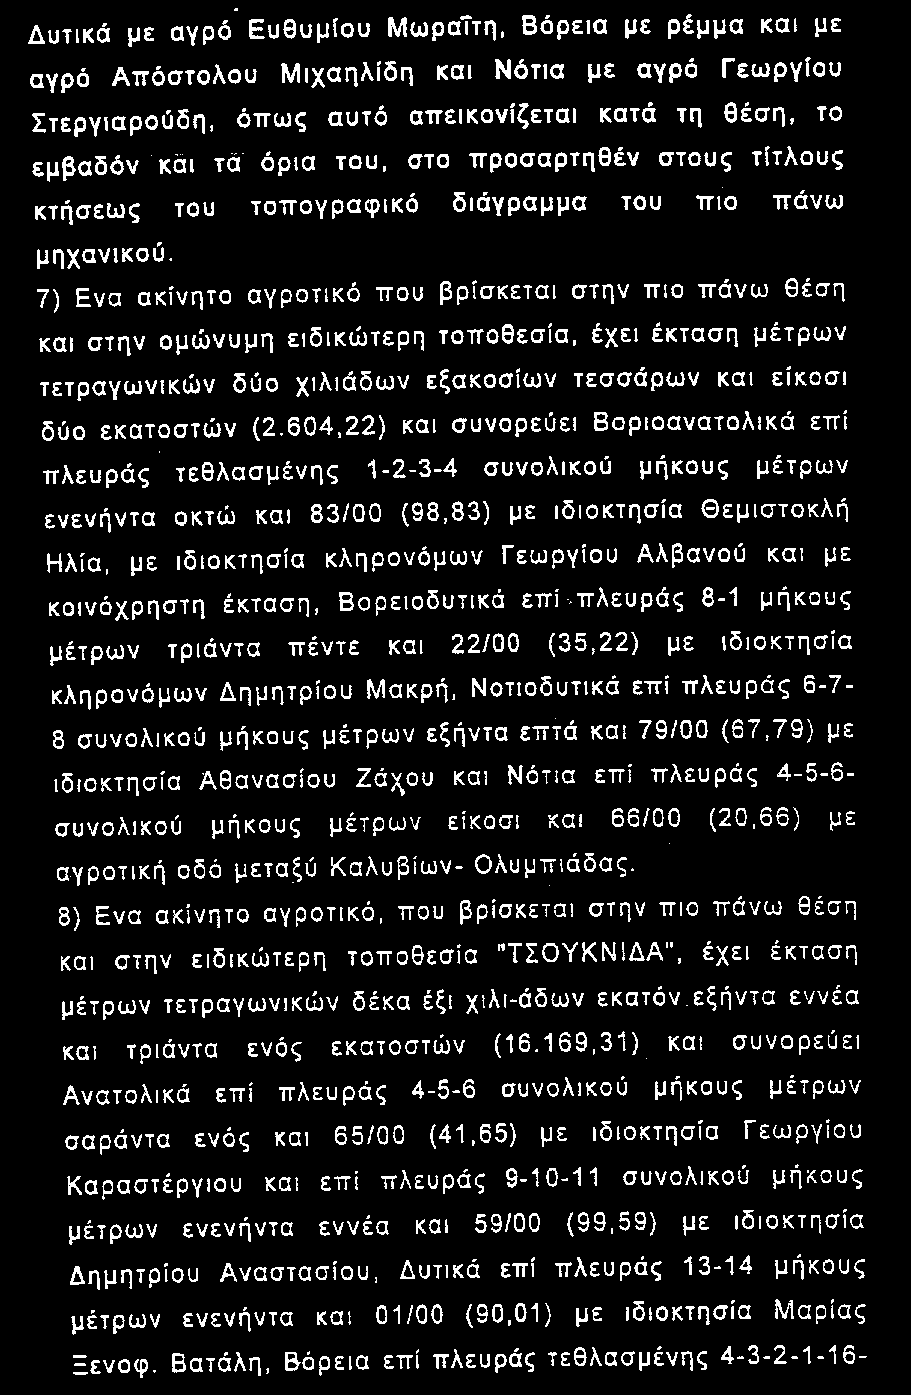 Δυτικά με αγρό Ευθυμίου Μωραΐτη, Βόρεια με ρέμμα και με
αγρό Απόστολου Μιχαηλίδη και Νότια με αγρό Γεωργίου
Στεργιαρούδη, όπως αυτό απεικονίζεται κατά τη θέση, το
εμβαδόν και τα όρια του, στο προσαρτηθέν στους τίτλους
κτήσεως του τοπογραφικό διάγραμμα του πιο πάνω
μηχανικού.
7) Ενα ακίνητο αγροτικό που βρίσκεται στην πιο πάνω θέση
και στην ομώνυμη ειδικώτερη τοποθεσία, έχει έκταση μέτρων
τετραγωνικών δύο χιλιάδων εξακοσίων τεσσάρων και είκοσι
δύο εκατοστών (2.604,22) και συνορεύει Βοριοανατολικά επί
πλευράς τεθλασμένης 1-2-3-4 συνολικού μήκους μέτρων
ενενήντα οκτώ και 83/00 (98,83) με ιδιοκτησία Θεμιστοκλή
Ηλία, με ιδιοκτησία κληρονόμων Γεωργίου Αλβανού και με
κοινόχρηστη έκταση, Βορειοδυτικά επί πλευράς 8-1 μήκους
μέτρων τριάντα πέντε και 22/00 (35,22) με ιδιοκτησία
κληρονόμων Δημητρίου Μακρή, Νοτιοδυτικά επί πλευράς 6-7-
8 συνολικού μήκους μέτρων εξήντα επτά και 79/00 (67,79) με
ιδιοκτησία Αθανασίου Ζάχου και Νότια επί πλευράς 4-5-6-
συνολικού μήκους μέτρων είκοσι και 66/00 (20,66) με
αγροτική οδό μεταξύ Καλυβίων- Ολυμπιάδας.
8) Ενα ακίνητο αγροτικό, που βρίσκεται στην πιο πάνω θέση
και στην ειδικώτερη τοποθεσία "ΤΣΟΥΚΝΙΔΑ", έχει έκταση
μέτρων τετραγωνικών δέκα έξι χιλι-άδων εκατόν εξήντα εννέα
και τριάντα ενός εκατοστών (16.169,31) και συνορεύει
Ανατολικά επί πλευράς 4-5-6 συνολικού μήκους μέτρων
σαράντα ενός και 65/00 (41,65) με ιδιοκτησία Γεωργίου
Καραστέργιου και επί πλευράς 9-10-11 συνολικού μήκους
μέτρων ενενήντα εννέα και 59/00 (99,59) με ιδιοκτησία
Δημητρίου Αναστασίου, Δυτικά επί πλευράς 13-14 μήκους
μέτρων ενενήντα και 01/00 (90,01) με ιδιοκτησία Μαρίας
Ξενοφ. Βατάλη, Βόρεια επί πλευράς τεθλασμένης 4-3-2-1-16-